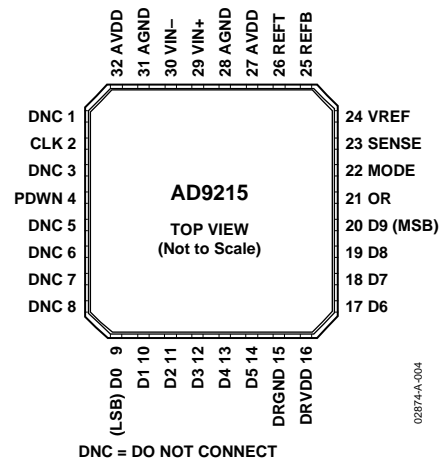 32 AVDD
31 AGND
30 VIN–
29 VIN+
28 AGND
27 AVDD
26 REFT
25 REFB
DNC 1
CLK 2
DNC 3
PDWN 4
DNC 5
DNC 6
DNC 7
DNC 8
AD9215
TOP VIEW
(Not to Scale)
24 VREF
23 SENSE
22 MODE
21 OR
20 D9 (MSB)
19 D8
18 D7
17 D6
(LSB) D0 9
D1 10
D2 11
D3 12
D4 13
D5 14
DRGND 15
DRVDD 16
02874-A-004
DNC = DO NOT CONNECT